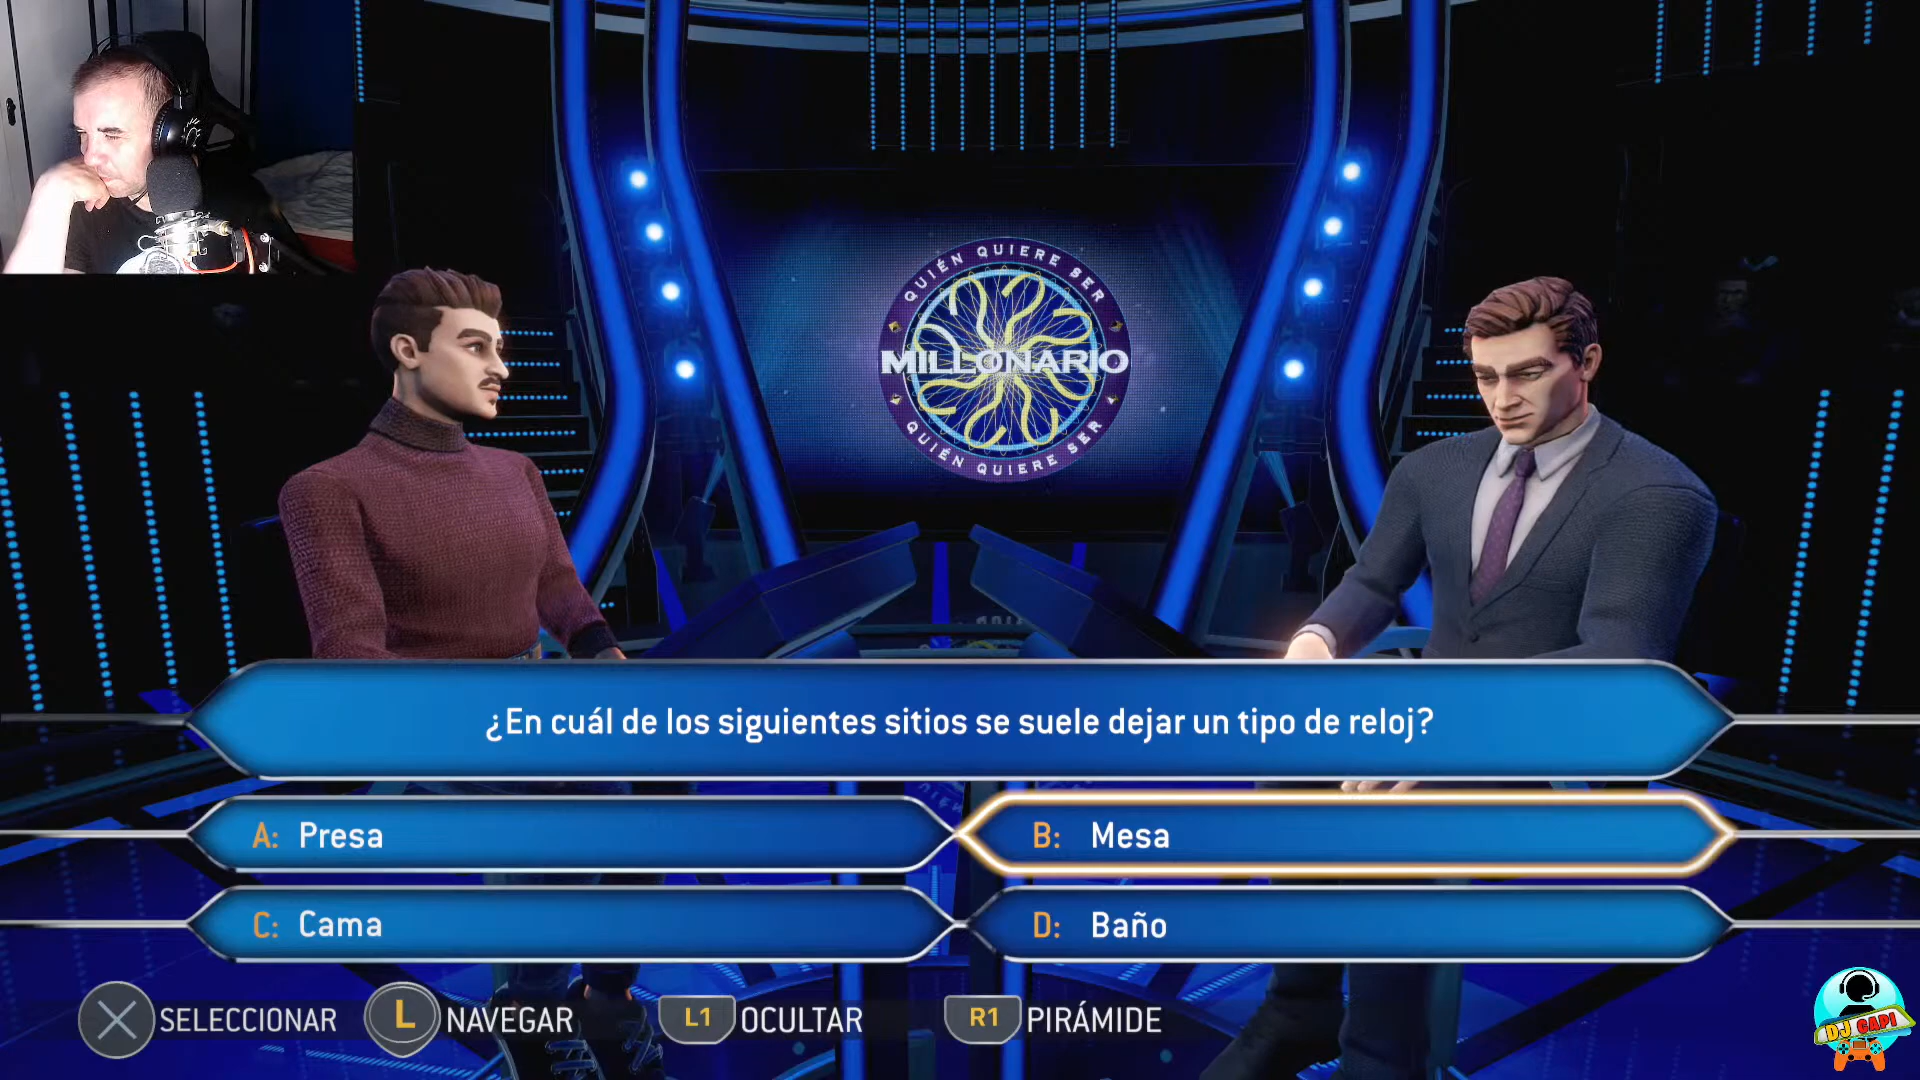 QUIÉN QUIERE SER
MILLONARIO
QUIÉN QUIERE SER
¿En cuál de los siguientes sitios se suele dejar un tipo de reloj?
A: Presa
B: Mesa
C: Cama
D: Baño
SELECCIONAR
L NAVEGAR
L1 OCULTAR
R1 PIRÁMIDE
DJ CAPI